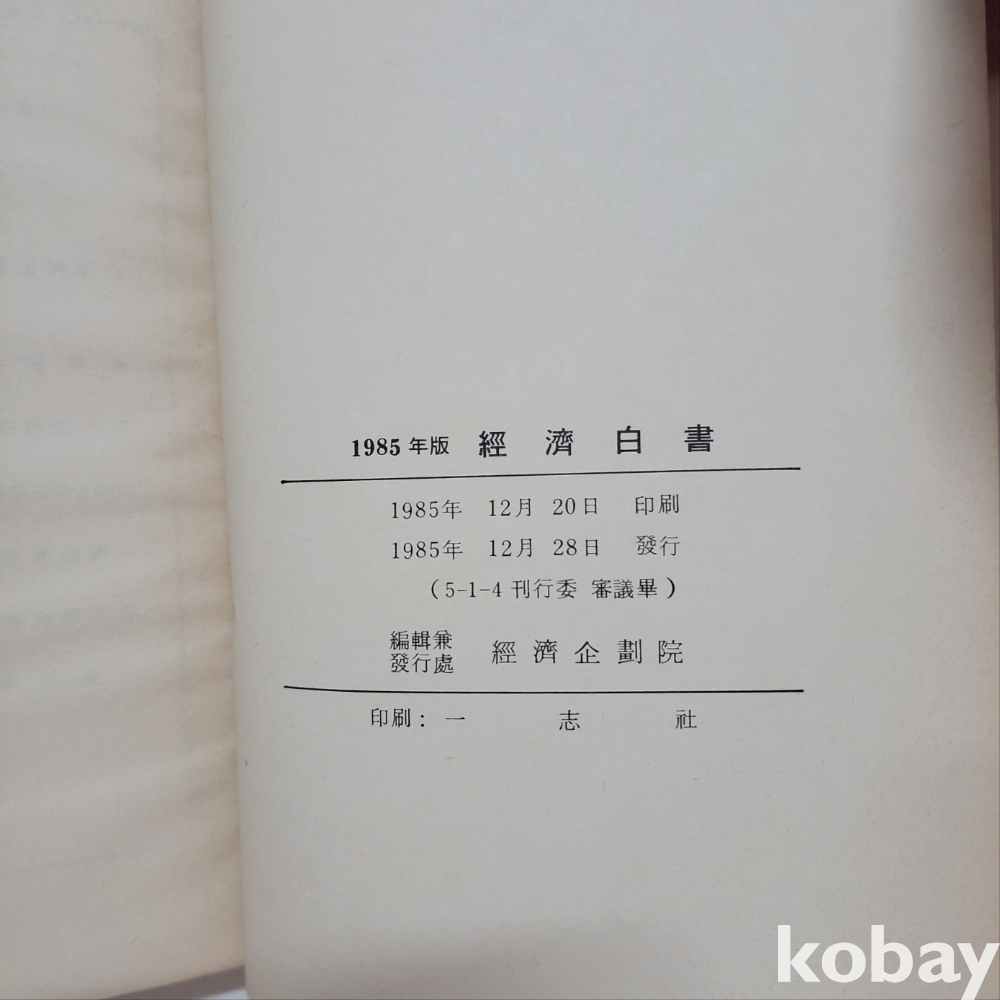 1985 年版 經濟白書
1985年 12月 20日 印刷
1985年 12月 28日 發行
(5-1-4 刊行委 審議畢)
編輯兼
發行處 經濟企劃院
印刷: 一志社
kobay